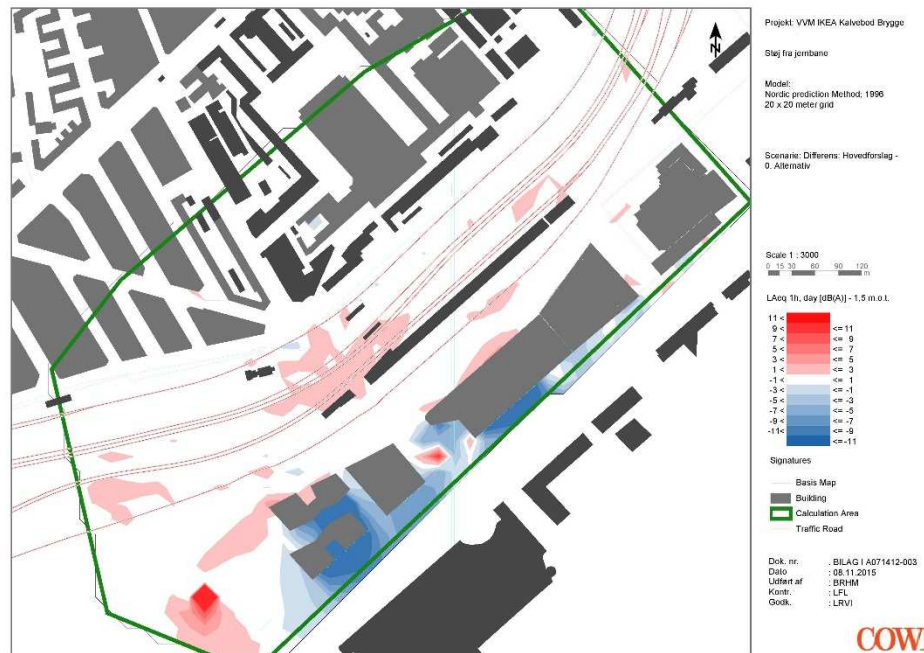 Projekt: VVM IKEA Kalvebod Brygge
Støj fra jernbane
Model:
Nordic prediction Method; 1996
20 x 20 meter grid
Scenarie: Differens: Hovedforslag -
0. Alternativ
Scale 1 : 3000
0 15 30 60 90 120
m
LAeq 1h, day [dB(A)] - 1,5 m.o.t.
11 <
9 < <= 11
7 < <= 9
5 < <= 7
3 < <= 5
1 < <= 3
-1 < <= 1
-3 < <= -1
-5 < <= -3
-7 < <= -5
-9 < <= -7
-11< <= -9
<= -11
Signatures
Basis Map
Building
Calculation Area
Traffic Road
Dok. nr. : BILAG I A071412-003
Dato : 08.11.2015
Udført af : BRHM
Kontr. : LFL
Godk. : LRVI
COW